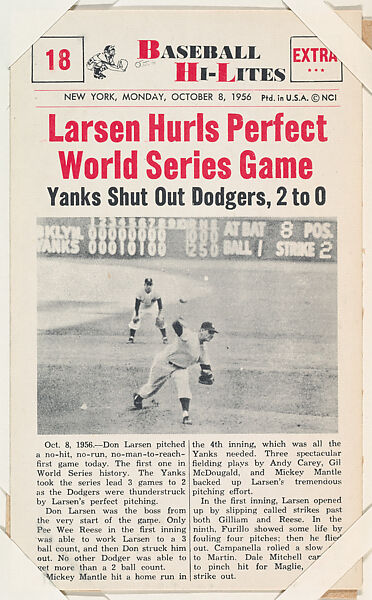 18
BASEBALL
HI-LITES
EXTRA
NEW YORK, MONDAY, OCTOBER 8, 1956 Ptd. in U.S.A. © NCI
Larsen Hurls Perfect
World Series Game
Yanks Shut Out Dodgers, 2 to 0
KLYN. 000000000
YANKS 00010100 250
AT BAT 8 POS.
BALL 1 STRIKE 2
Oct. 8, 1956.—Don Larsen pitched
a no-hit, no-run, no-man-to-reach-
first game today. The first one in
World Series history. The Yanks
took the series lead 3 games to 2
as the Dodgers were thunderstruck
by Larsen's perfect pitching.
Don Larsen was the boss from
the very start of the game. Only
Pee Wee Reese in the first inning
was able to work Larsen to a 3
ball count, and then Don struck him
out. No other Dodger was able to
get more than a 2 ball count.
Mickey Mantle hit a home run in
the 4th inning, which was all the
Yanks needed. Three spectacular
fielding plays by Andy Carey, Gil
McDougald, and Mickey Mantle
backed up Larsen's tremendous
pitching effort.
In the first inning, Larsen opened
up by slipping called strikes past
both Gilliam and Reese. In the
ninth, Furillo showed some life by
fouling four pitches; then he flied
out. Campanella rolled a slow
to Martin. Dale Mitchell
to pinch hit for Maglie,
strike out.